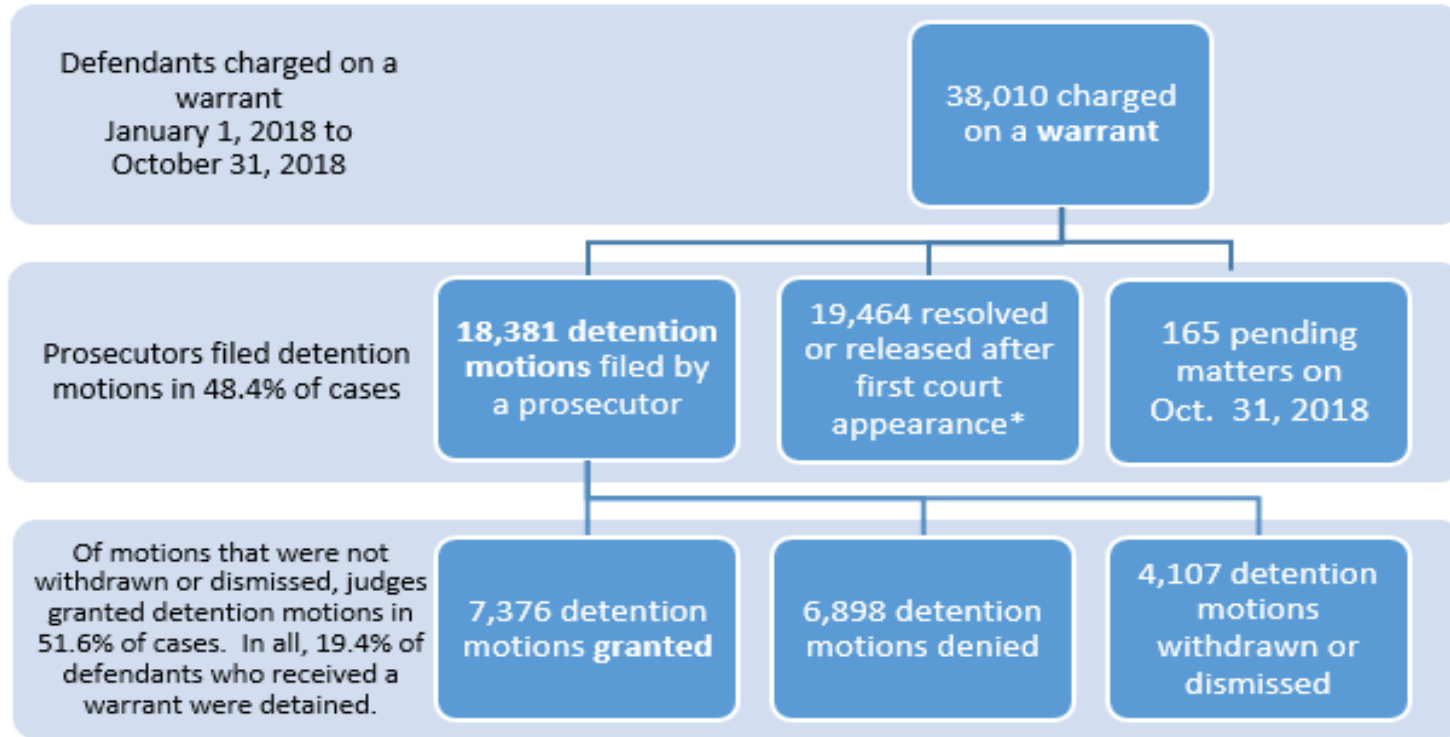 Defendants charged on a
warrant
January 1, 2018 to
October 31, 2018
38,010 charged
on a warrant
Prosecutors filed detention
motions in 48.4% of cases
18,381 detention
motions filed by
a prosecutor
19,464 resolved
or released after
first court
appearance*
165 pending
matters on
Oct. 31, 2018
Of motions that were not
withdrawn or dismissed, judges
granted detention motions in
51.6% of cases. In all, 19.4% of
defendants who received a
warrant were detained.
7,376 detention
motions granted
6,898 detention
motions denied
4,107 detention
motions
withdrawn or
dismissed